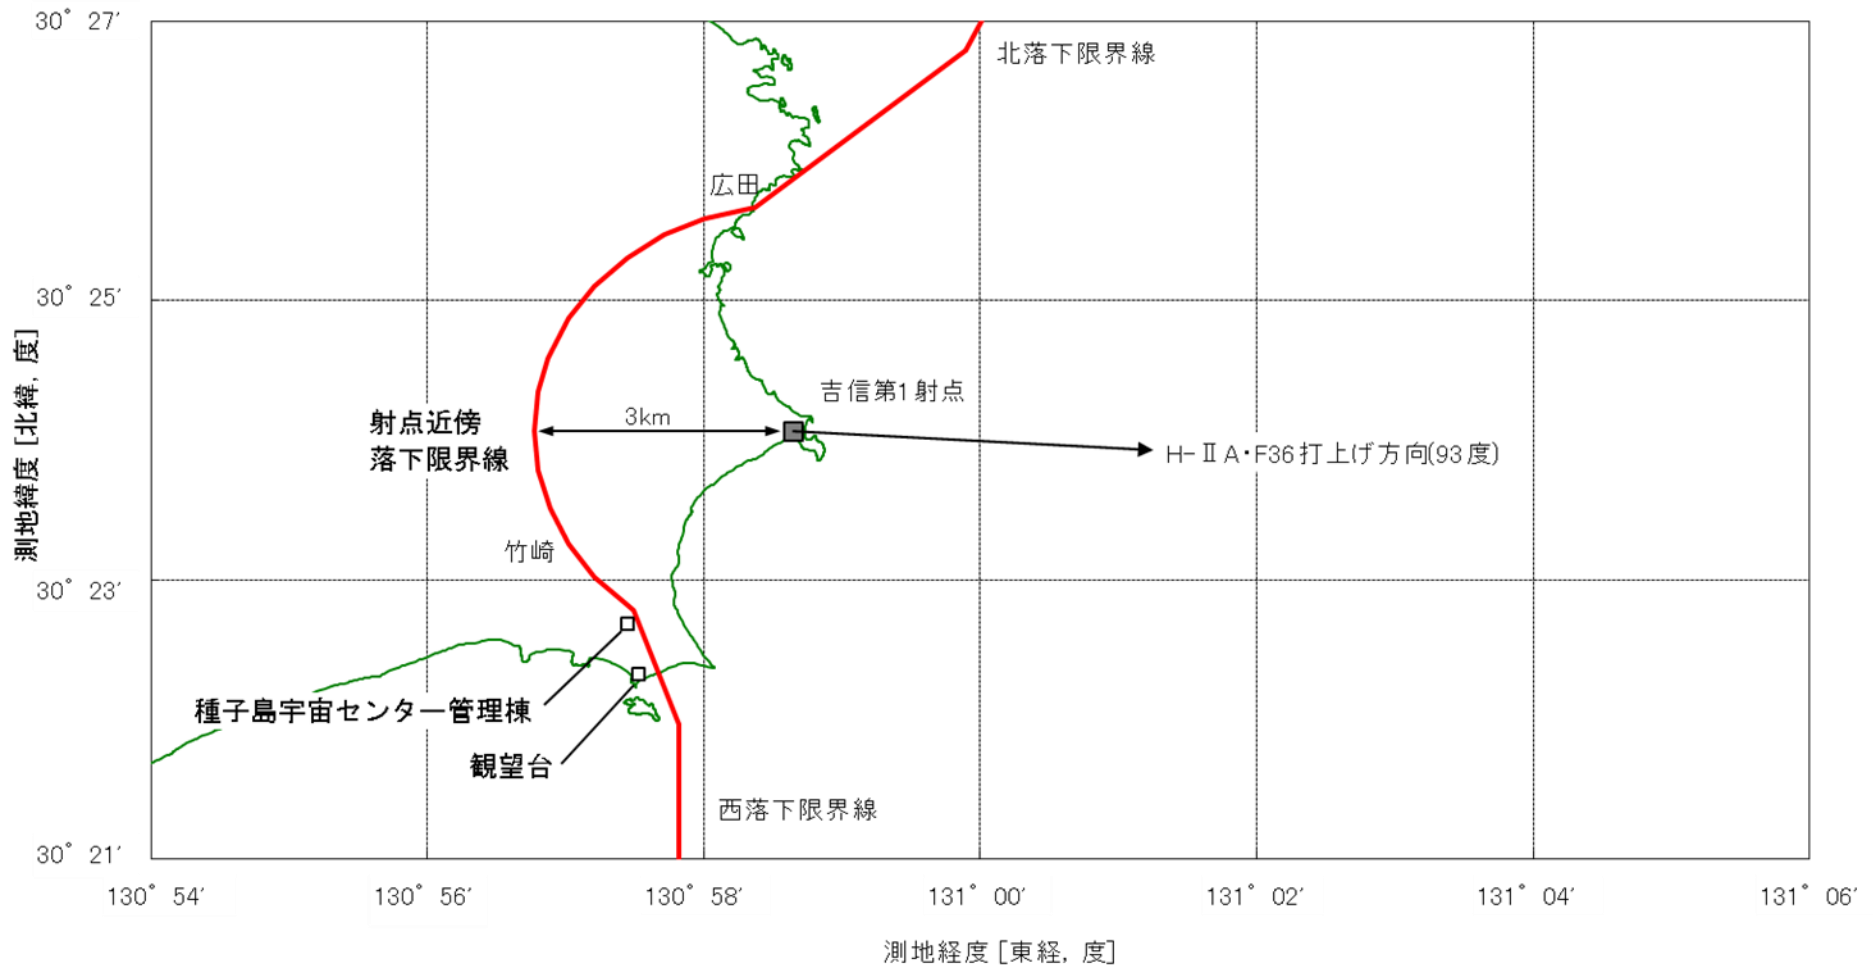 30° 27′
北落下限界線
広田
30° 25′
測地緯度 [北緯, 度]
吉信第1射点
射点近傍
落下限界線
3km
H-ⅡA・F36打上げ方向(93度)
竹崎
30° 23′
種子島宇宙センター管理棟
観望台
西落下限界線
30° 21′
130° 54′
130° 56′
130° 58′
131° 00′
131° 02′
131° 04′
131° 06′
測地経度 [東経, 度]